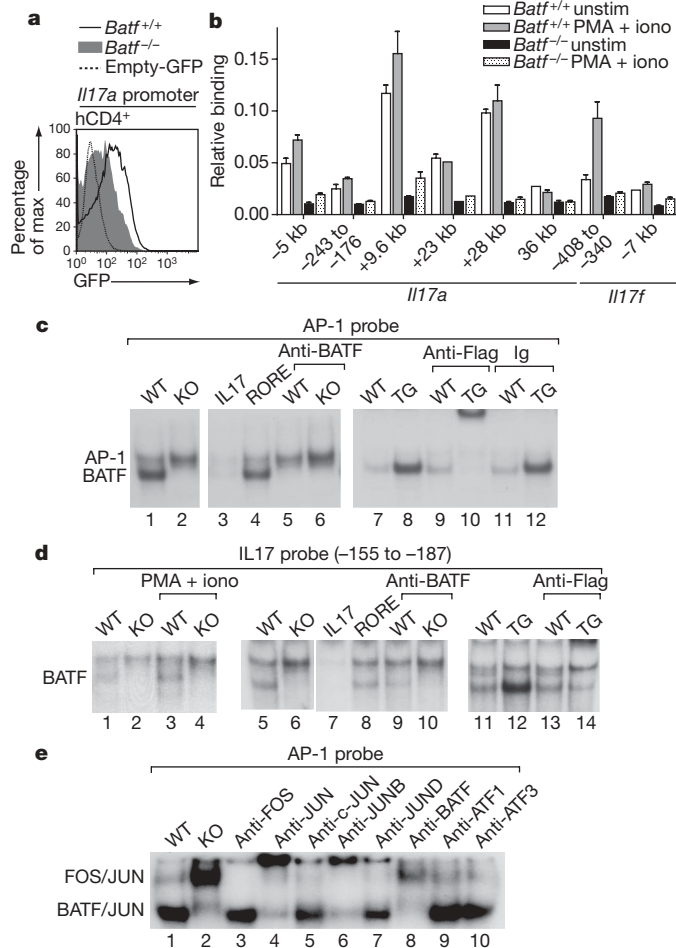 a
Batf+/+
Batf−/−
Empty-GFP
Il17a promoter
hCD4+
Percentage of max
100
80
60
40
20
0
10^0 10^2 10^2 10^3
GFP
b
Batf+/+ unstim
Batf+/+ PMA + iono
Batf−/− unstim
Batf−/− PMA + iono
Relative binding
0.15
0.10
0.05
0.00
−5 kb
−243 to −176
+9.6 kb
+23 kb
+28 kb
36 kb
−408 to −340
−7 kb
Il17a
Il17f
c
AP-1 probe
Anti-BATF
Anti-Flag
Ig
WT KO IL17 RORE WT KO WT TG WT TG WT TG
AP-1
BATF
1 2 3 4 5 6 7 8 9 10 11 12
d
IL17 probe (−155 to −187)
PMA + iono
Anti-BATF
Anti-Flag
WT KO WT KO WT KO IL17 RORE WT KO WT TG WT TG
BATF
1 2 3 4 5 6 7 8 9 10 11 12 13 14
e
AP-1 probe
WT KO Anti-FOS Anti-JUN Anti-c-JUN Anti-JUNB Anti-JUND Anti-BATF Anti-ATF1 Anti-ATF3
FOS/JUN
BATF/JUN
1 2 3 4 5 6 7 8 9 10